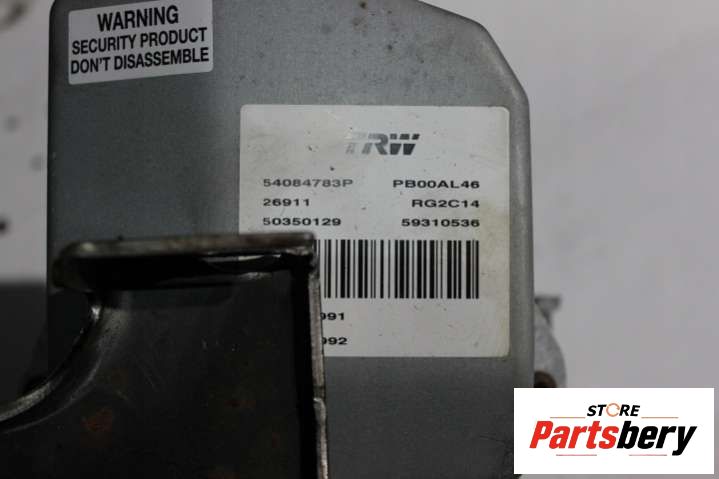 WARNING
SECURITY PRODUCT
DON'T DISASSEMBLE
TRW
54084783P PB00AL46
26911 RG2C14
50350129 59310536
991
992
STORE
Partsbery